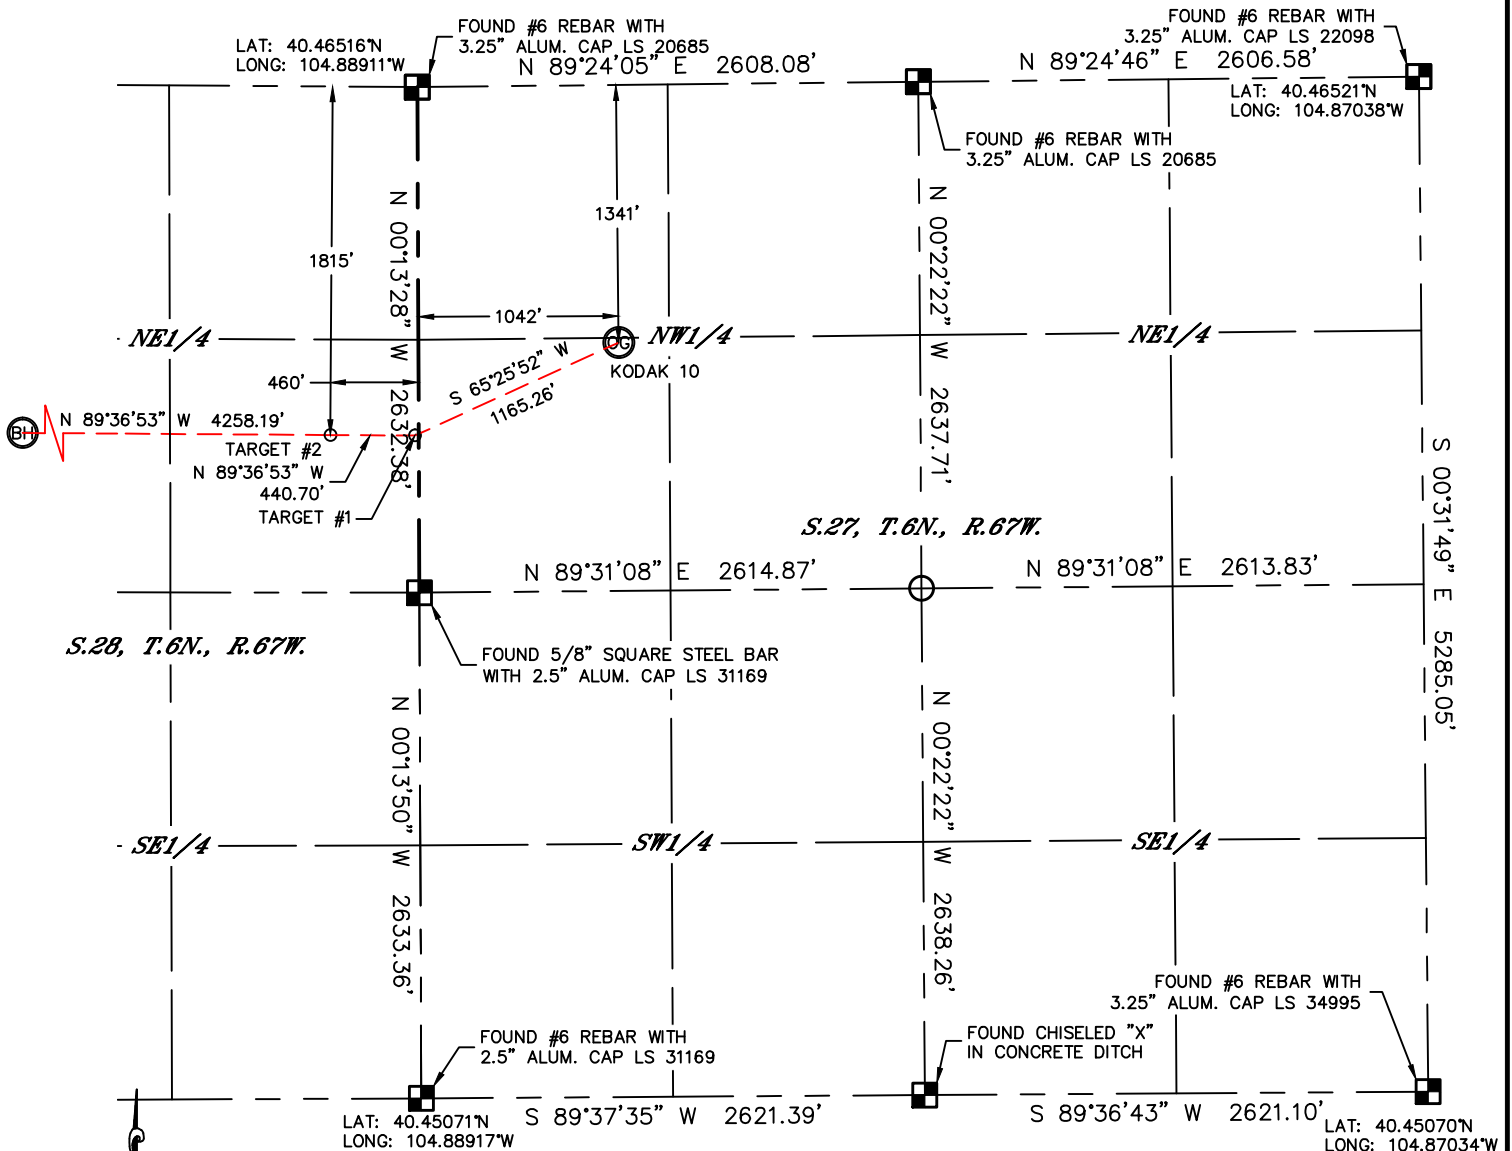 FOUND #6 REBAR WITH
3.25" ALUM. CAP LS 20685
LAT: 40.46516°N
LONG: 104.88911°W
N 89°24'05" E 2608.08'
FOUND #6 REBAR WITH
3.25" ALUM. CAP LS 22098
N 89°24'46" E 2606.58'
LAT: 40.46521°N
LONG: 104.87038°W
FOUND #6 REBAR WITH
3.25" ALUM. CAP LS 20685
N 00°13'28" W 2632.38'
N 00°22'22" W 2637.71'
1341'
1815'
1042'
NE1/4
NW1/4
NE1/4
OG
KODAK 10
460'
S 65°25'52" W
1165.26'
BH
N 89°36'53" W 4258.19'
TARGET #2
N 89°36'53" W
440.70'
TARGET #1
S.27, T.6N., R.67W.
S 00°31'49" E 5285.05'
N 89°31'08" E 2614.87'
N 89°31'08" E 2613.83'
S.28, T.6N., R.67W.
FOUND 5/8" SQUARE STEEL BAR
WITH 2.5" ALUM. CAP LS 31169
N 00°13'50" W 2633.36'
N 00°22'22" W 2638.26'
SE1/4
SW1/4
SE1/4
FOUND #6 REBAR WITH
3.25" ALUM. CAP LS 34995
FOUND #6 REBAR WITH
2.5" ALUM. CAP LS 31169
FOUND CHISELED "X"
IN CONCRETE DITCH
LAT: 40.45071°N
LONG: 104.88917°W
S 89°37'35" W 2621.39'
S 89°36'43" W 2621.10'
LAT: 40.45070°N
LONG: 104.87034°W